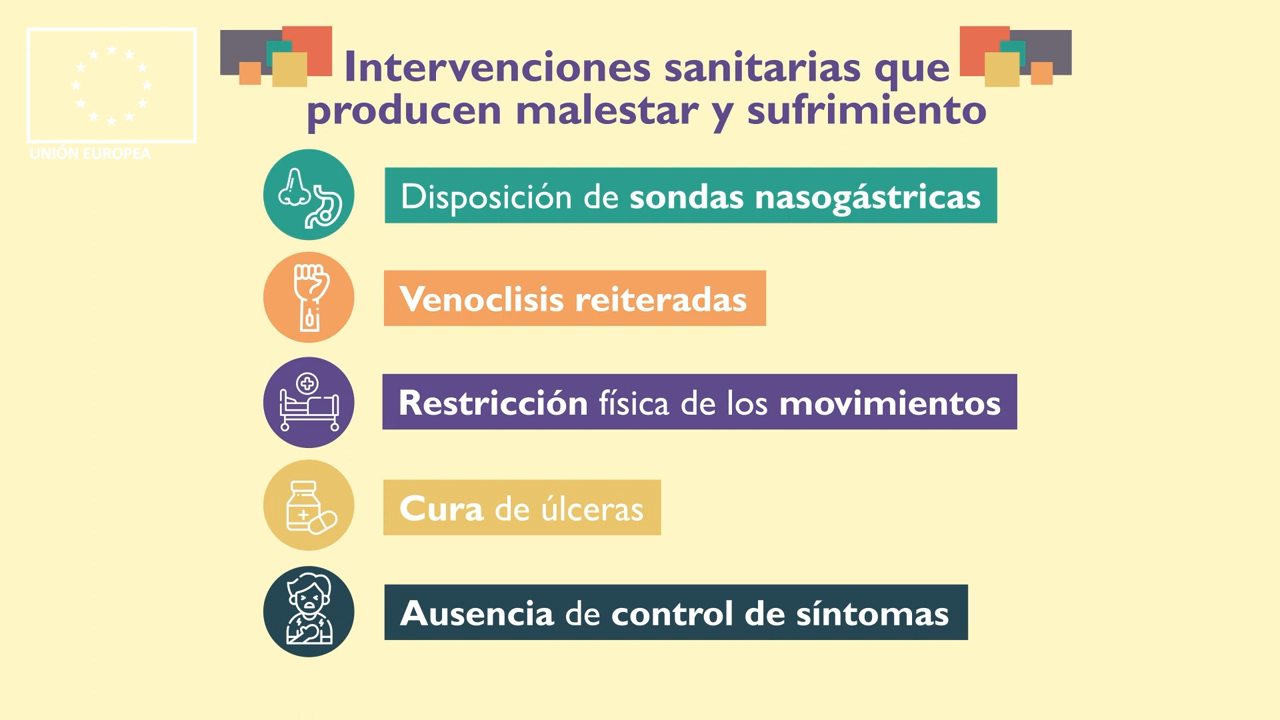 UNIÓN EUROPEA
Intervenciones sanitarias que
producen malestar y sufrimiento
Disposición de sondas nasogástricas
Venoclisis reiteradas
Restricción física de los movimientos
Cura de úlceras
Ausencia de control de síntomas